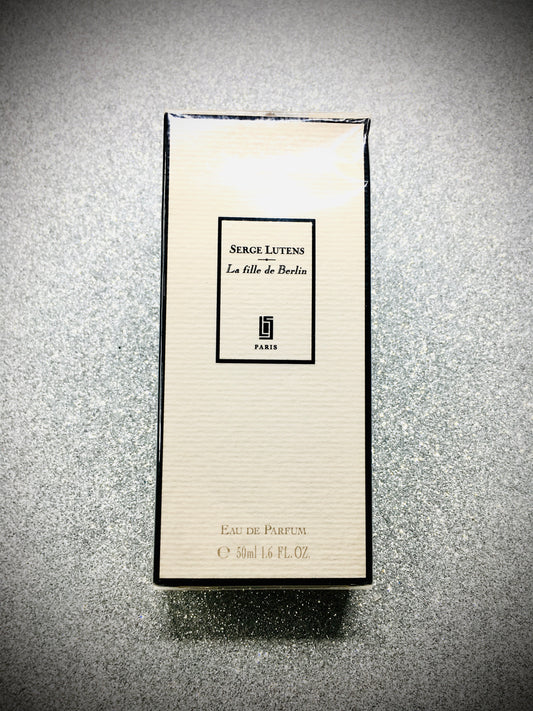 SERGE LUTENS
La fille de Berlin
PARIS
EAU DE PARFUM
℮ 50ml 1.6 FL.OZ.